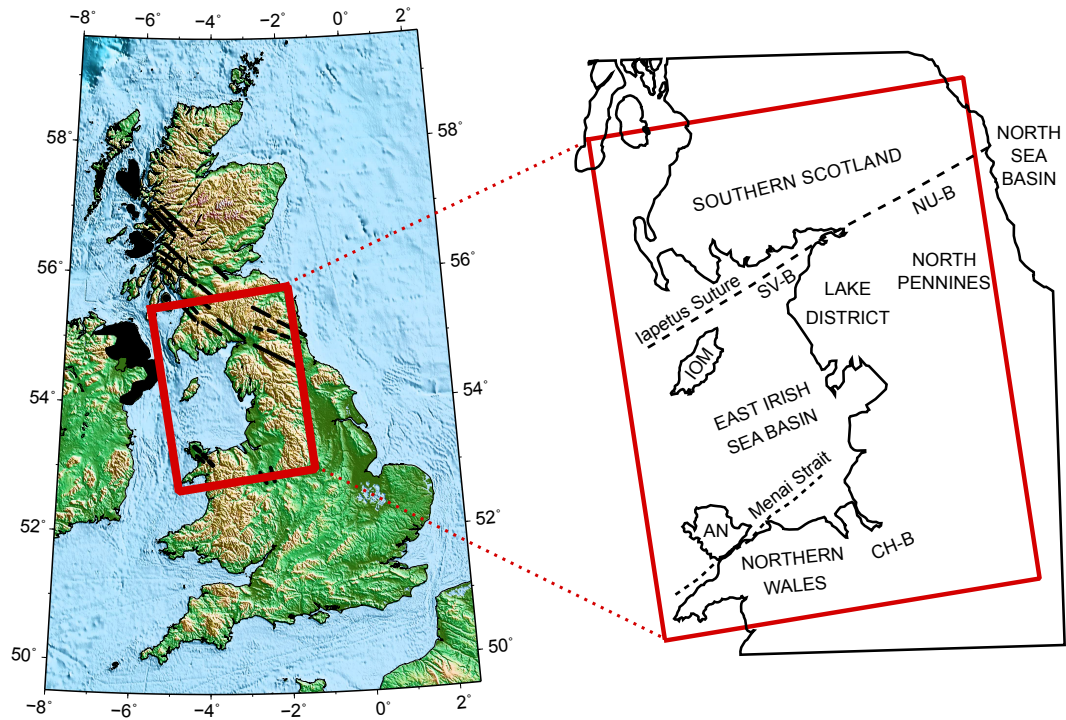 −8° −6° −4° −2° 0° 2°
58°
56°
54°
52°
50°
58°
56°
54°
52°
50°
−8° −6° −4° −2° 0° 2°
NORTH
SEA
BASIN
SOUTHERN SCOTLAND
NU-B
NORTH
PENNINES
Iapetus Suture
SV-B
LAKE
DISTRICT
IOM
EAST IRISH
SEA BASIN
Menai Strait
AN
CH-B
NORTHERN
WALES